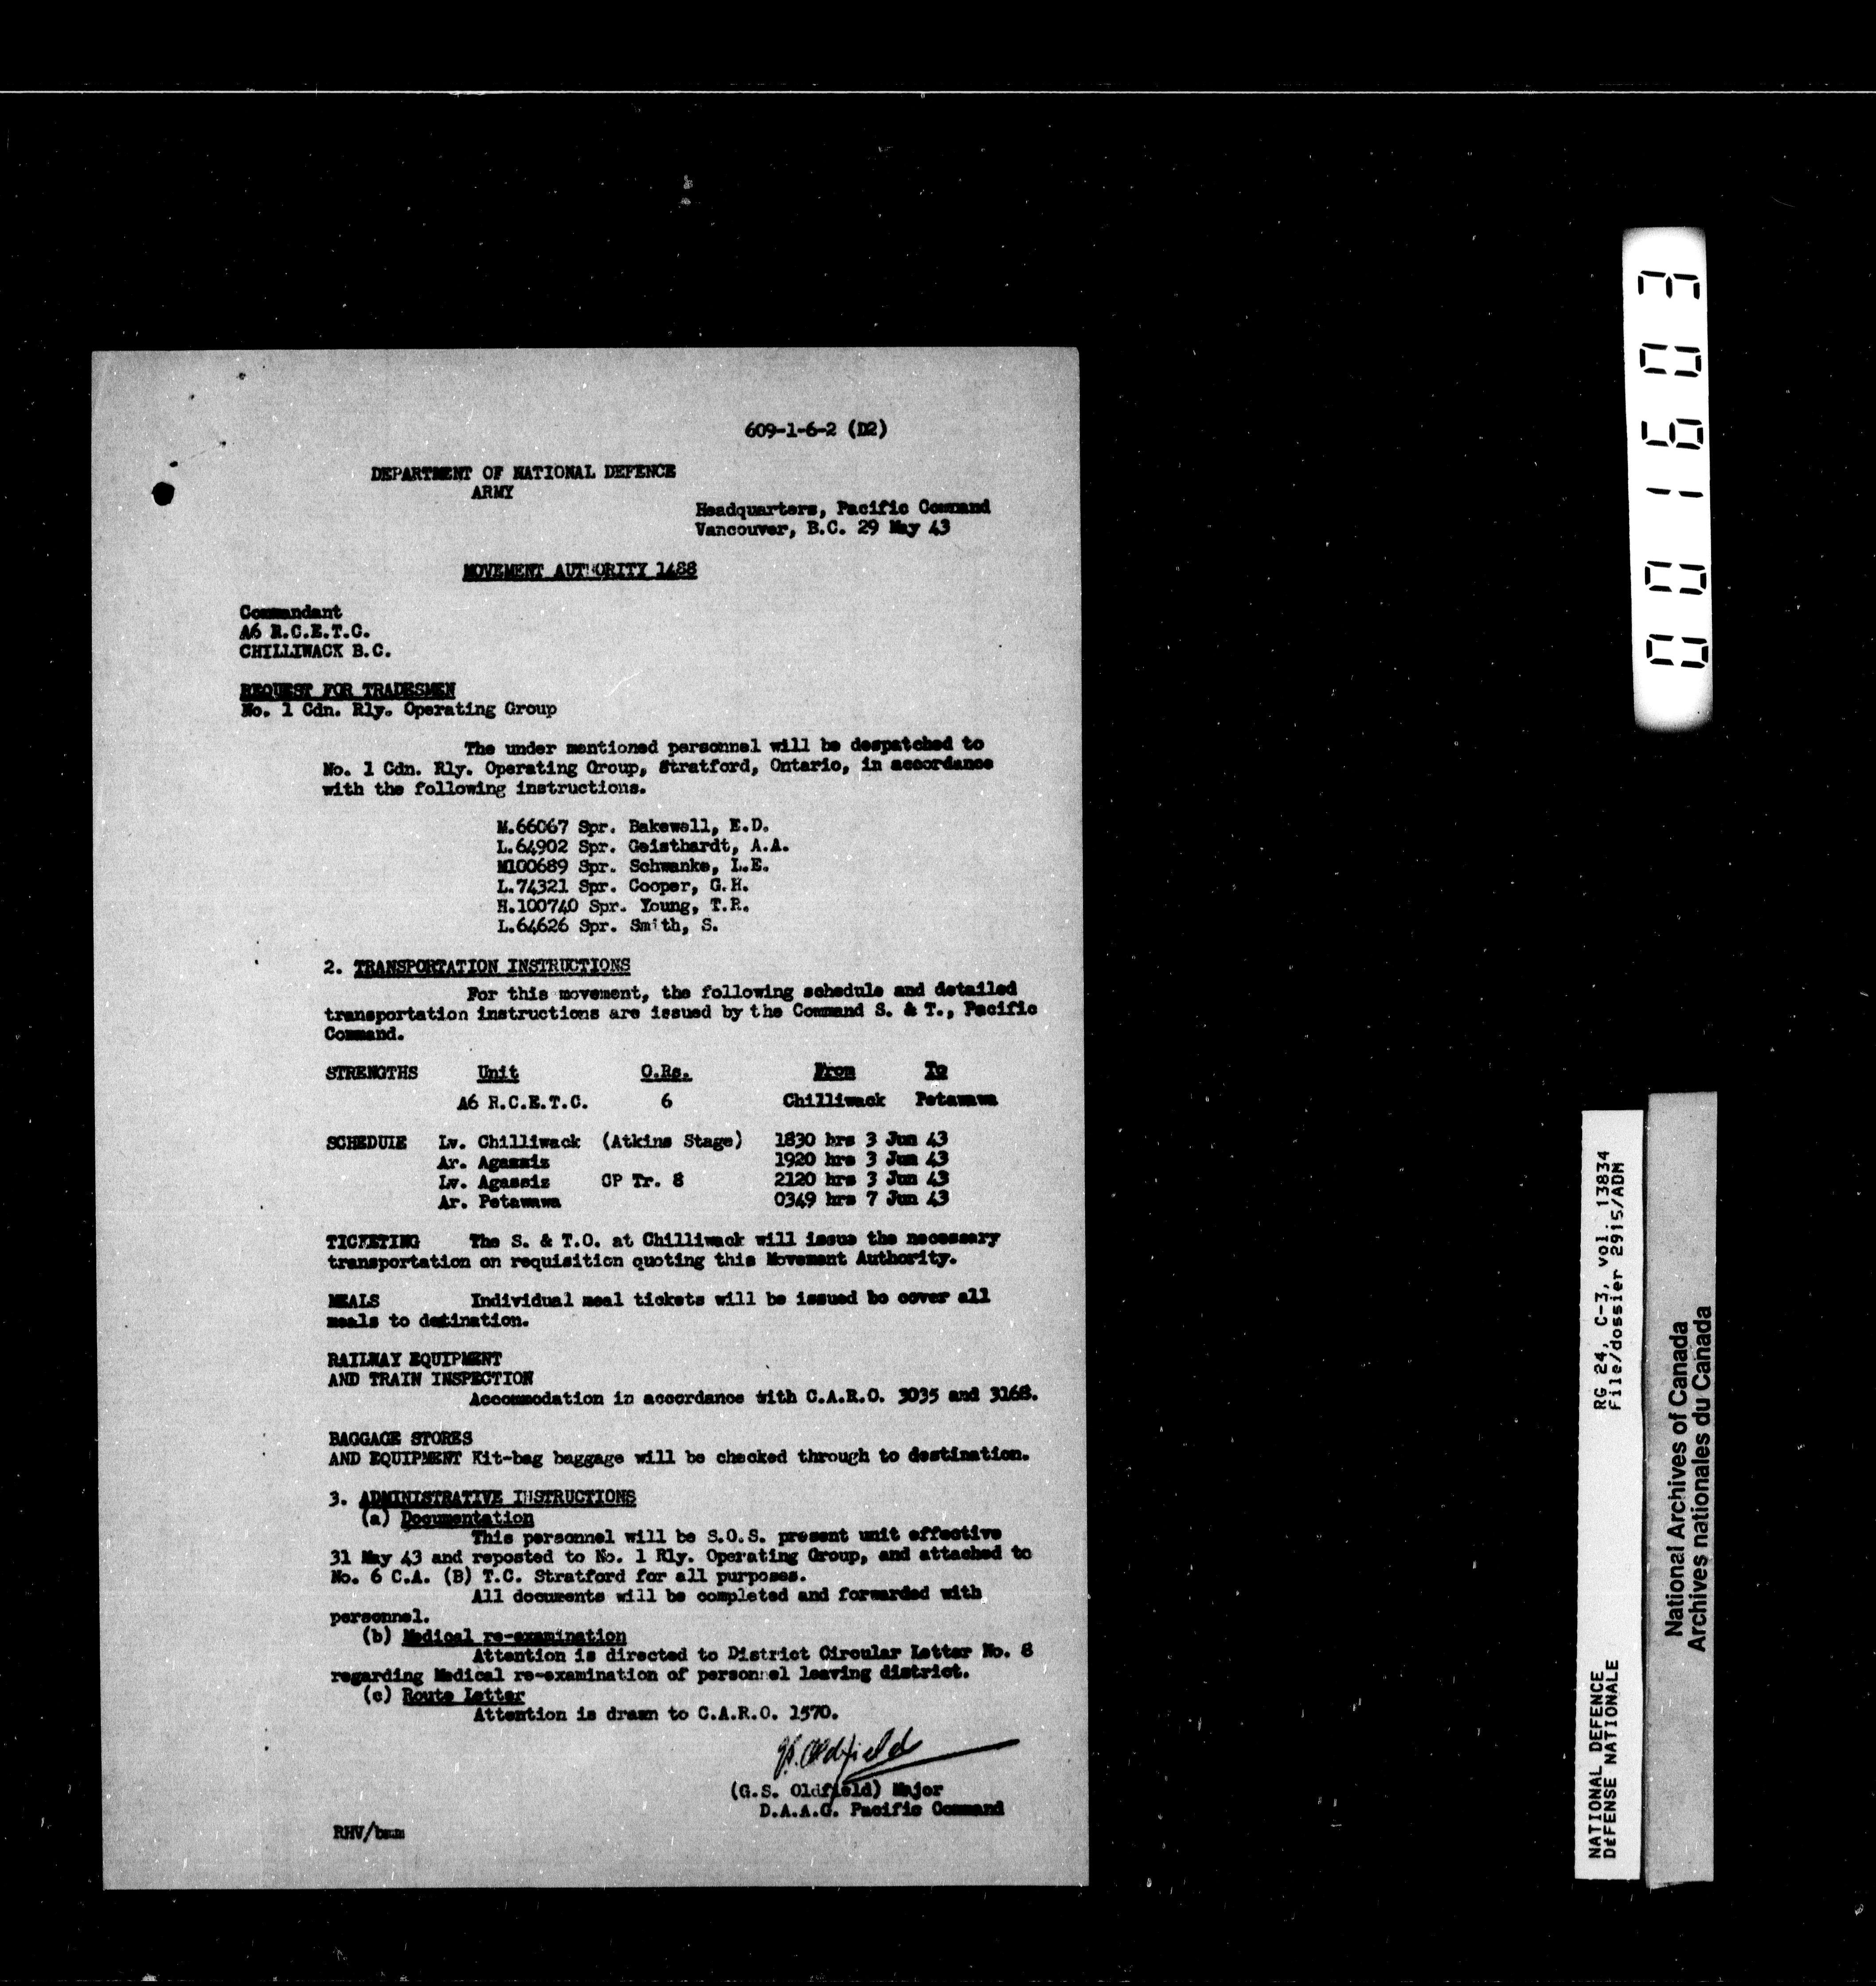 609-1-6-2 (D2)
DEPARTMENT OF NATIONAL DEFENCE
ARMY
Headquarters, Pacific Command
Vancouver, B.C. 29 May 43
MOVEMENT AUTHORITY 1488
Commandant
A6 R.C.E.T.C.
CHILLIWACK B.C.
REQUEST FOR TRADESMEN
No. 1 Cdn. Rly. Operating Group
The under mentioned personnel will be despatched to
No. 1 Cdn. Rly. Operating Group, Stratford, Ontario, in accordance
with the following instructions.
M.66067 Spr. Bakewell, E.D.
L.64902 Spr. Geisthardt, A.A.
M100689 Spr. Schwanke, L.E.
L.74321 Spr. Cooper, G.H.
H.100740 Spr. Young, T.R.
L.64626 Spr. Smith, S.
2. TRANSPORTATION INSTRUCTIONS
For this movement, the following schedule and detailed
transportation instructions are issued by the Command S. & T., Pacific
Command.
STRENGTHS Unit O.Rs. From To
A6 R.C.E.T.C. 6 Chilliwack Petawawa
SCHEDULE Lv. Chilliwack (Atkins Stage) 1830 hrs 3 Jun 43
Ar. Agassiz 1920 hrs 3 Jun 43
Lv. Agassiz CP Tr. 8 2120 hrs 3 Jun 43
Ar. Petawawa 0349 hrs 7 Jun 43
TICKETING The S. & T.O. at Chilliwack will issue the necessary
transportation on requisition quoting this Movement Authority.
MEALS Individual meal tickets will be issued bo cover all
meals to detination.
RAILWAY EQUIPMENT
AND TRAIN INSPECTION
Accommodation in accordance with C.A.R.O. 3035 and 3168.
BAGGAGE STORES
AND EQUIPMENT Kit-bag baggage will be checked through to destination.
3. ADMINISTRATIVE INSTRUCTIONS
(a) Documentation
This personnel will be S.O.S. present unit effective
31 May 43 and reposted to No. 1 Rly. Operating Group, and attached to
No. 6 C.A. (B) T.C. Stratford for all purposes.
All documents will be completed and forwarded with
personnel.
(b) Medical re-examination
Attention is directed to District Circular Letter No. 8
regarding Medical re-examination of personnel leaving district.
(c) Route Letter
Attention is drawn to C.A.R.O. 1570.
G.S. Oldfield
(G.S. Oldfield) Major
D.A.A.G. Pacific Command
RHV/bmm
001603
NATIONAL DEFENCE RG 24, C-3, vol. 13834
DÉFENSE NATIONALE File/dossier 2915/ADM
National Archives of Canada
Archives nationales du Canada